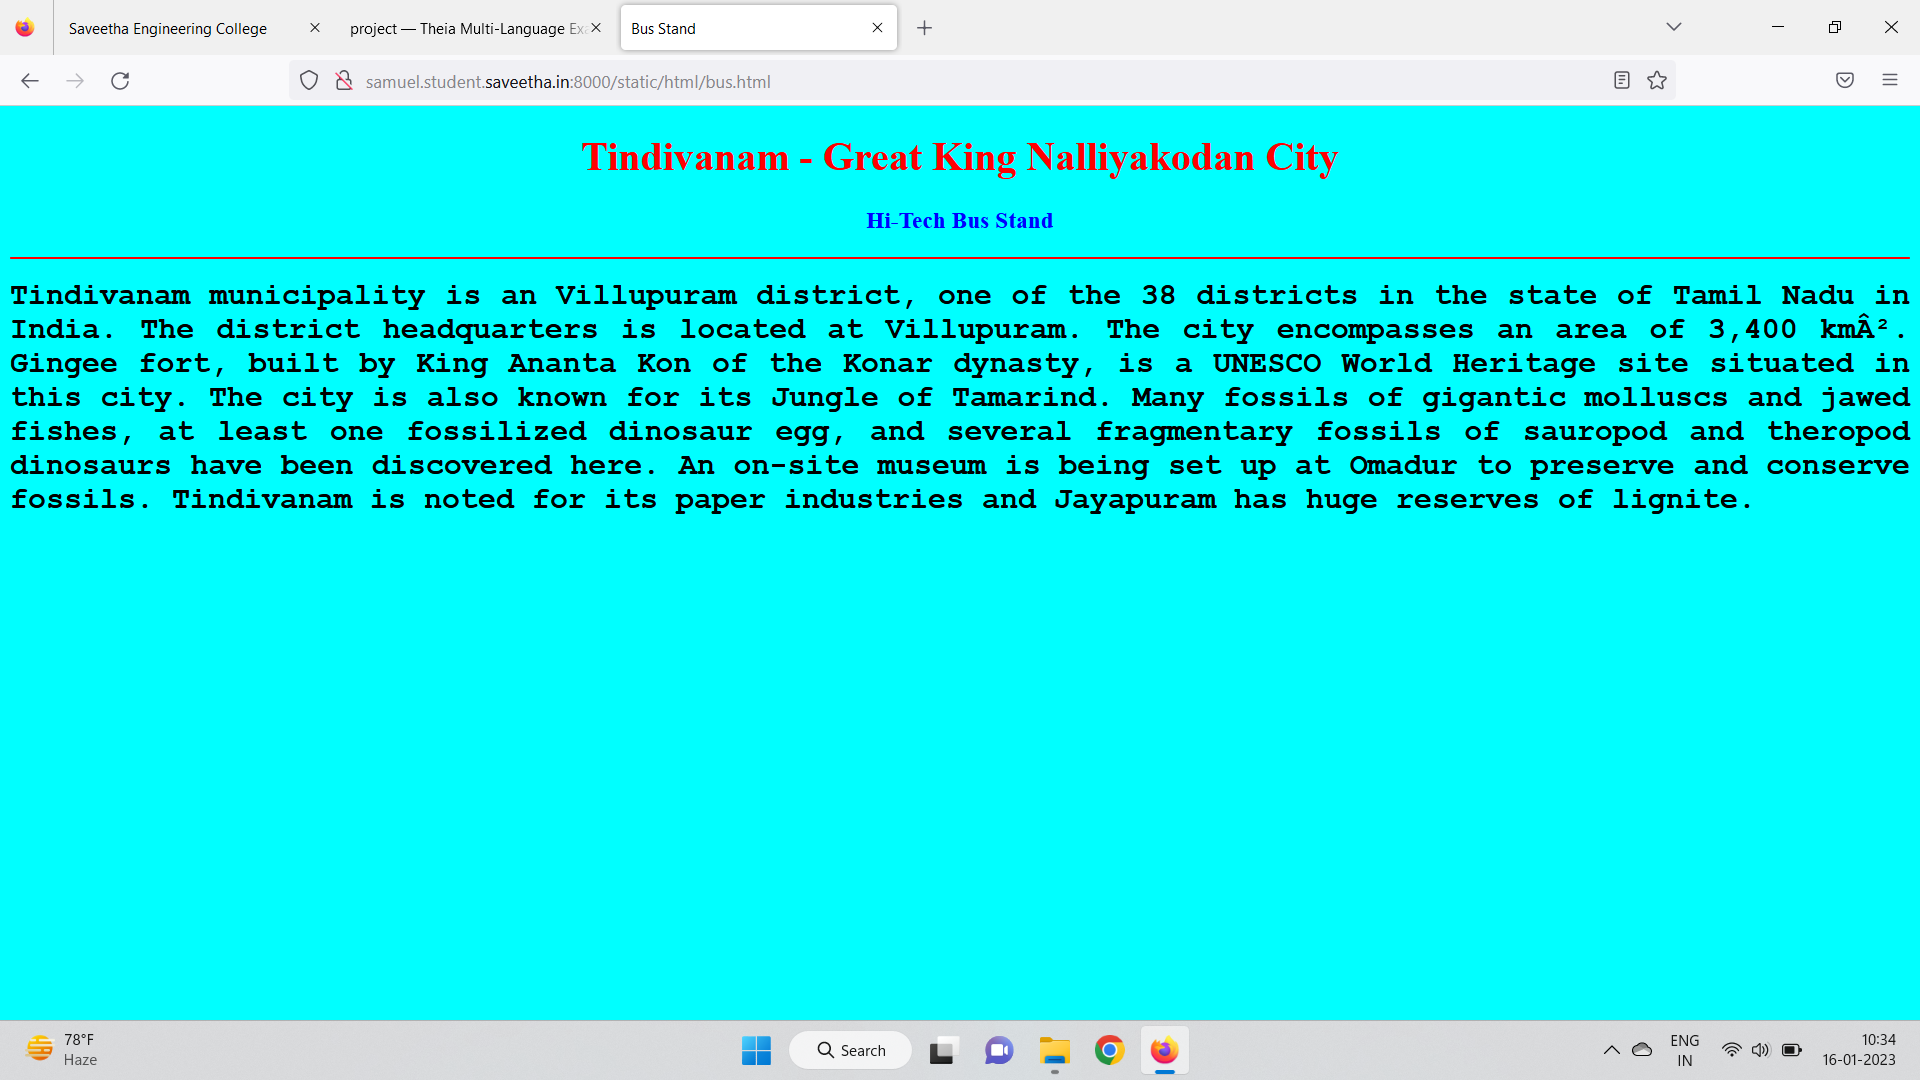 Saveetha Engineering College
project — Theia Multi-Language Exa
Bus Stand
samuel.student.saveetha.in:8000/static/html/bus.html
Tindivanam - Great King Nalliyakodan City
Hi-Tech Bus Stand
Tindivanam municipality is an Villupuram district, one of the 38 districts in the state of Tamil Nadu in
India. The district headquarters is located at Villupuram. The city encompasses an area of 3,400 kmÂ².
Gingee fort, built by King Ananta Kon of the Konar dynasty, is a UNESCO World Heritage site situated in
this city. The city is also known for its Jungle of Tamarind. Many fossils of gigantic molluscs and jawed
fishes, at least one fossilized dinosaur egg, and several fragmentary fossils of sauropod and theropod
dinosaurs have been discovered here. An on-site museum is being set up at Omadur to preserve and conserve
fossils. Tindivanam is noted for its paper industries and Jayapuram has huge reserves of lignite.
78°F
Haze
Search
ENG
IN
10:34
16-01-2023